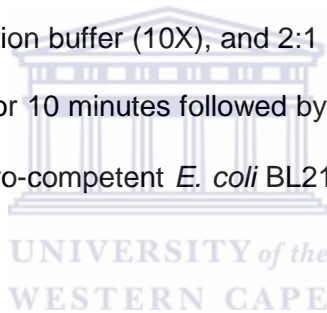 ion buffer (10X), and 2:1
or 10 minutes followed by
ro-competent E. coli BL21
UNIVERSITY of the
WESTERN CAPE